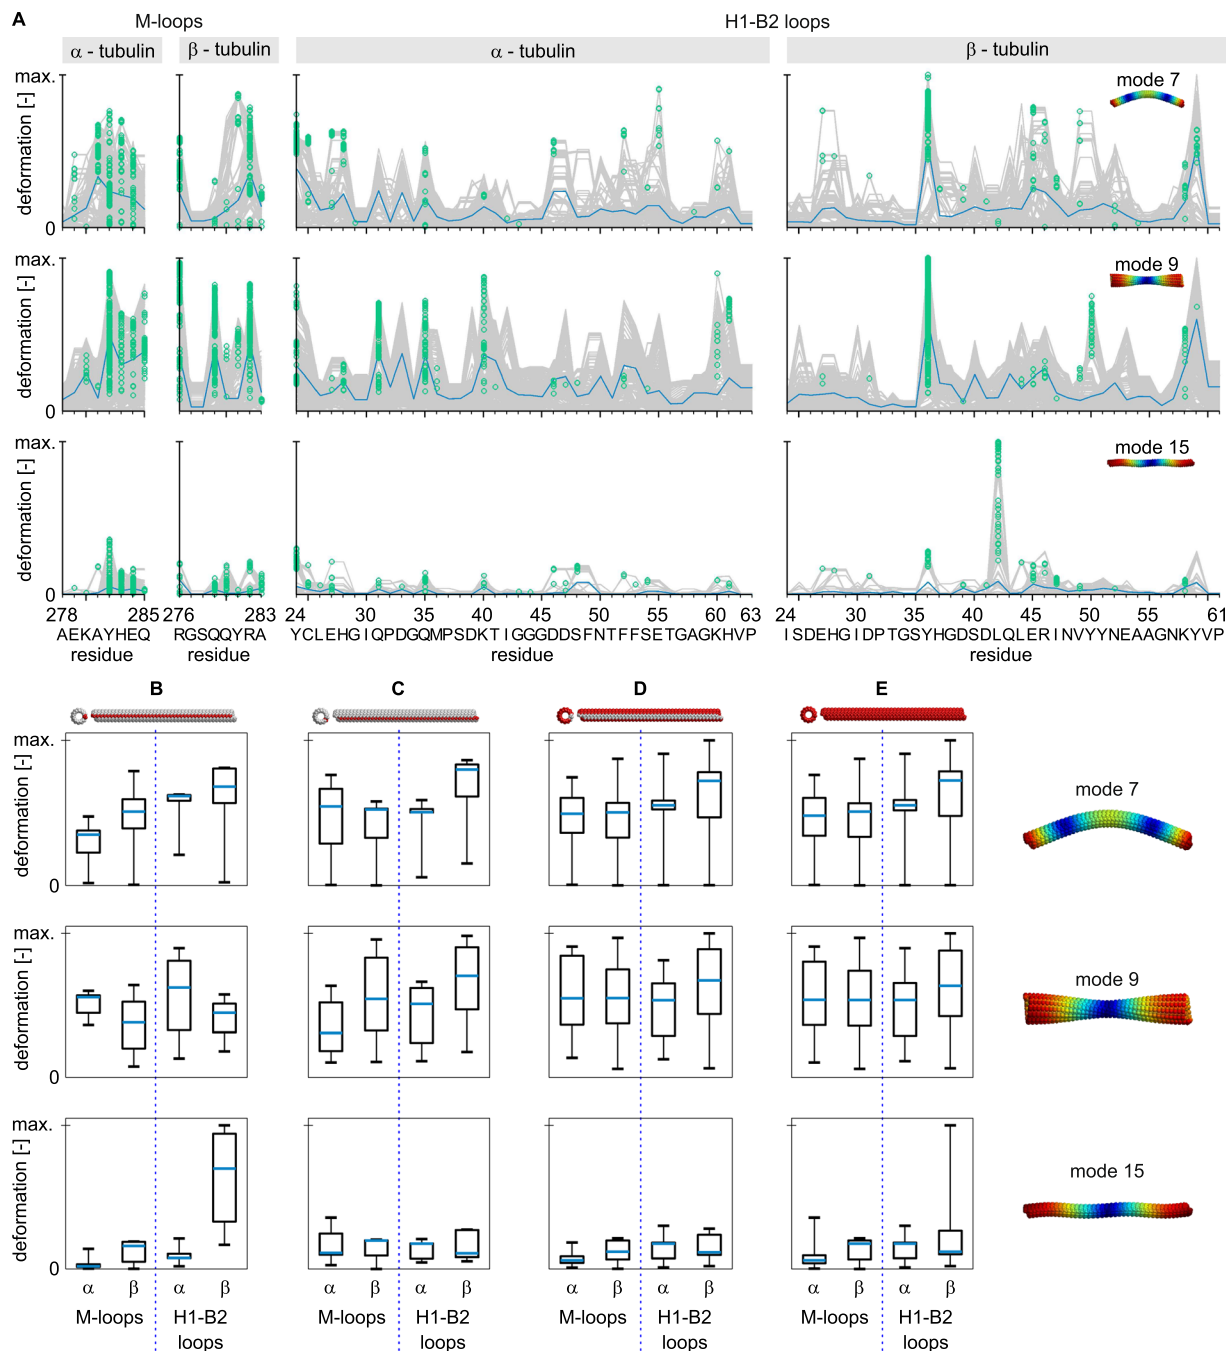 A
M-loops
H1-B2 loops
α - tubulin
β - tubulin
α - tubulin
β - tubulin
max.
deformation [-]
0
mode 7
deformation [-]
0
mode 9
max.
deformation [-]
0
mode 15
278 285 276 283 24 30 35 40 45 50 55 60 63 24 30 35 40 45 50 55 61
AEKAYHEQ RGSQQYRA YCLEHGIQPDGQMPSDKTIGGGDDSFNTFFSETGAGKHVP ISDEHGIDPTGSYHGDSDLQLERINVYYNEAAGNKYVP
residue residue residue residue
B C D E
max.
deformation [-]
0
mode 7
max.
deformation [-]
0
mode 9
max.
deformation [-]
0
mode 15
α β α β α β α β α β α β α β α β
M-loops H1-B2 loops M-loops H1-B2 loops M-loops H1-B2 loops M-loops H1-B2 loops